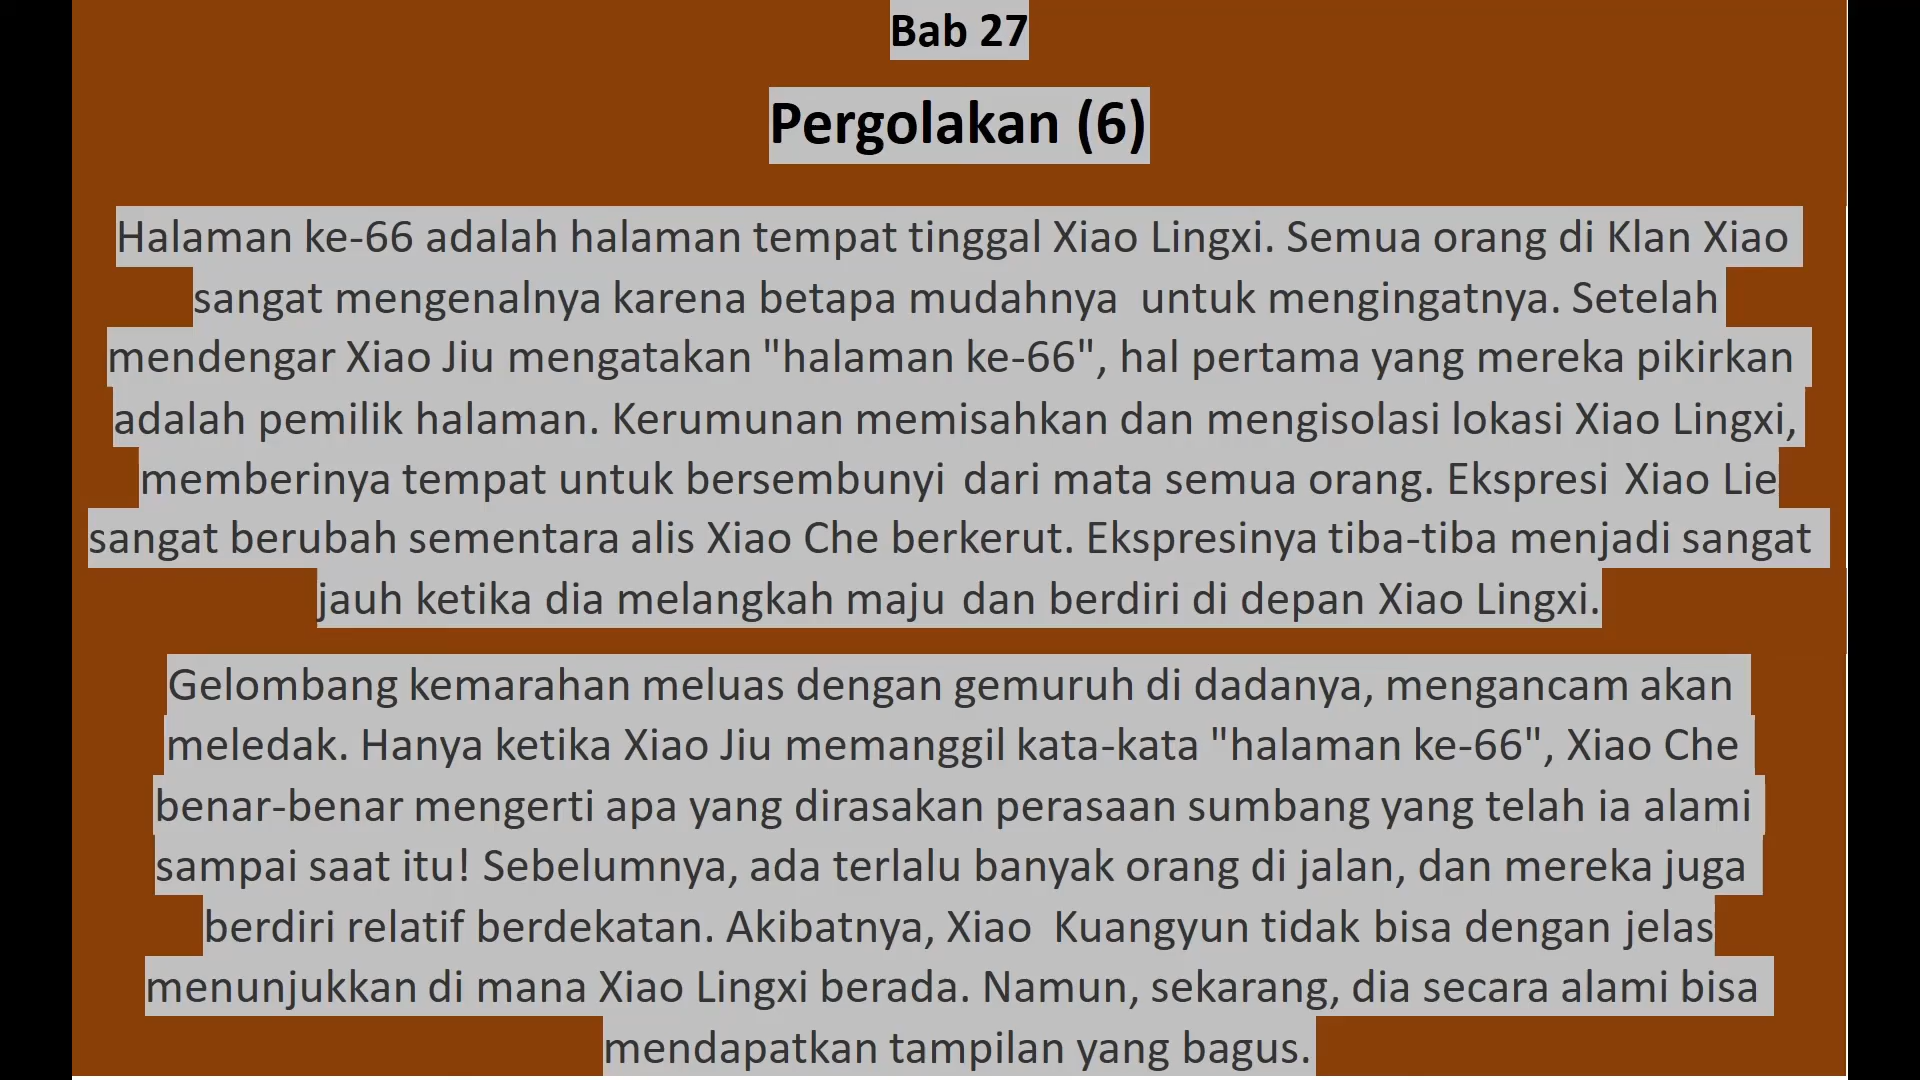 Bab 27
Pergolakan (6)
Halaman ke-66 adalah halaman tempat tinggal Xiao Lingxi. Semua orang di Klan Xiao
sangat mengenalnya karena betapa mudahnya untuk mengingatnya. Setelah
mendengar Xiao Jiu mengatakan "halaman ke-66", hal pertama yang mereka pikirkan
adalah pemilik halaman. Kerumunan memisahkan dan mengisolasi lokasi Xiao Lingxi,
memberinya tempat untuk bersembunyi dari mata semua orang. Ekspresi Xiao Lie
sangat berubah sementara alis Xiao Che berkerut. Ekspresinya tiba-tiba menjadi sangat
jauh ketika dia melangkah maju dan berdiri di depan Xiao Lingxi.
Gelombang kemarahan meluas dengan gemuruh di dadanya, mengancam akan
meledak. Hanya ketika Xiao Jiu memanggil kata-kata "halaman ke-66", Xiao Che
benar-benar mengerti apa yang dirasakan perasaan sumbang yang telah ia alami
sampai saat itu! Sebelumnya, ada terlalu banyak orang di jalan, dan mereka juga
berdiri relatif berdekatan. Akibatnya, Xiao Kuangyun tidak bisa dengan jelas
menunjukkan di mana Xiao Lingxi berada. Namun, sekarang, dia secara alami bisa
mendapatkan tampilan yang bagus.